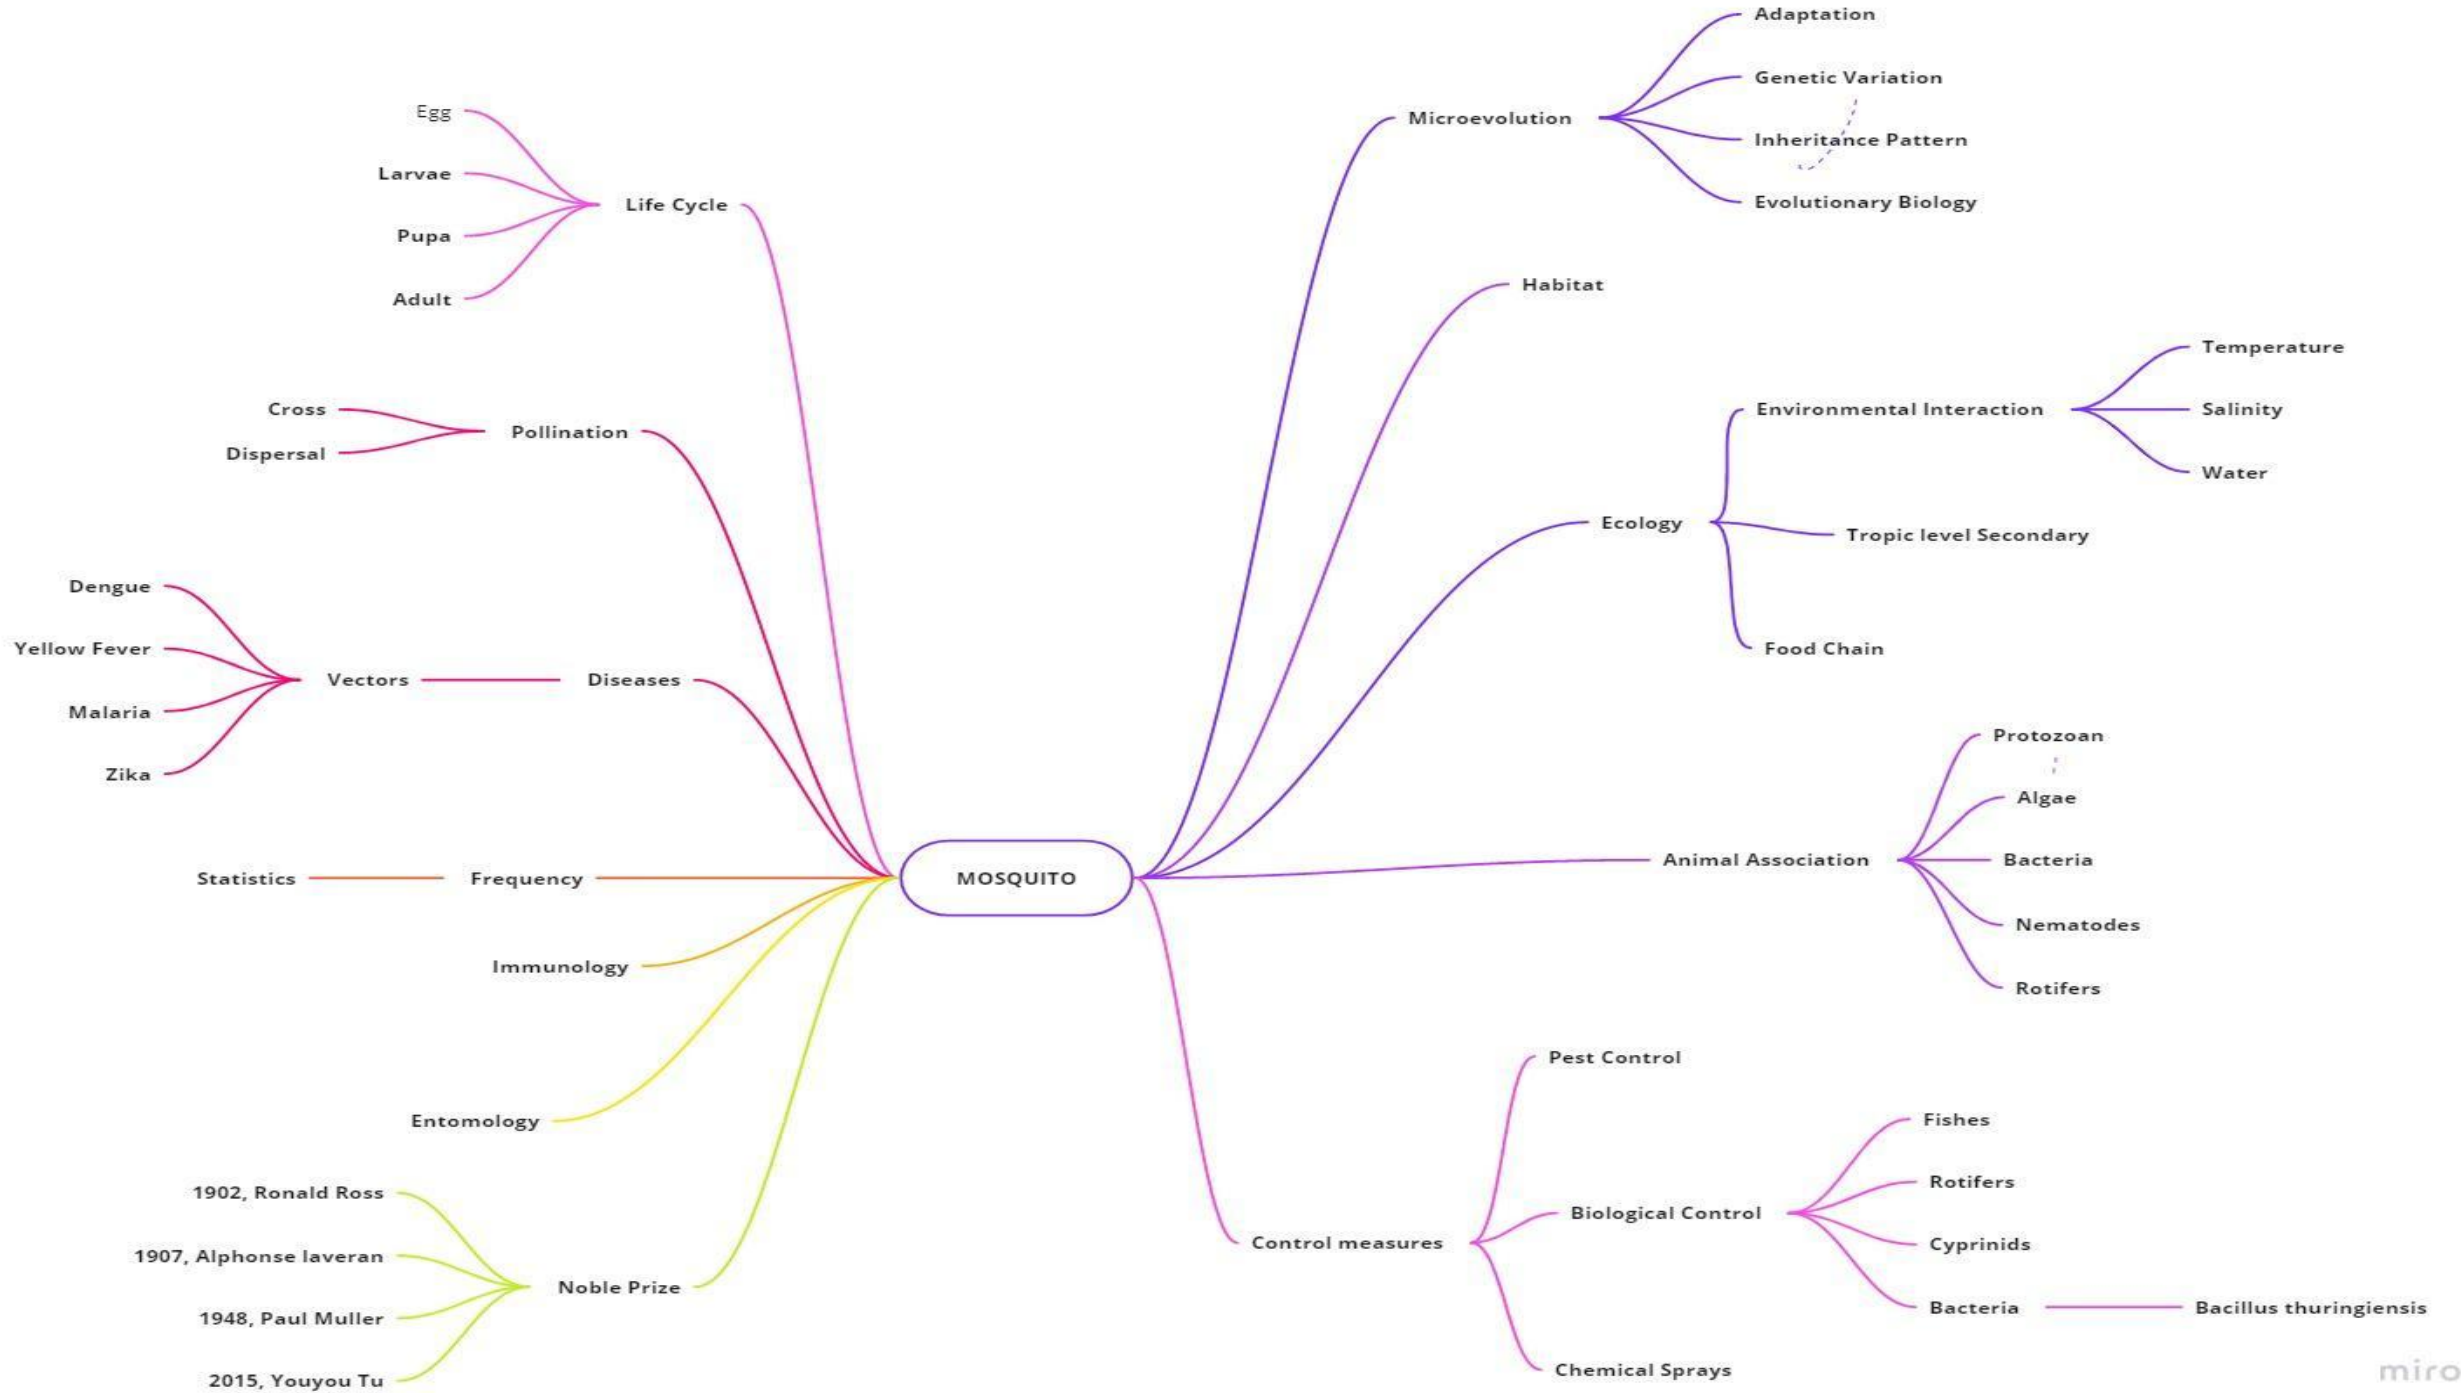 MOSQUITO
Life Cycle
Egg
Larvae
Pupa
Adult
Pollination
Cross
Dispersal
Diseases
Vectors
Dengue
Yellow Fever
Malaria
Zika
Frequency
Statistics
Immunology
Entomology
Noble Prize
1902, Ronald Ross
1907, Alphonse laveran
1948, Paul Muller
2015, Youyou Tu
Microevolution
Adaptation
Genetic Variation
Inheritance Pattern
Evolutionary Biology
Habitat
Ecology
Environmental Interaction
Temperature
Salinity
Water
Tropic level Secondary
Food Chain
Animal Association
Protozoan
Algae
Bacteria
Nematodes
Rotifers
Control measures
Pest Control
Biological Control
Fishes
Rotifers
Cyprinids
Bacteria
Bacillus thuringiensis
Chemical Sprays
miro